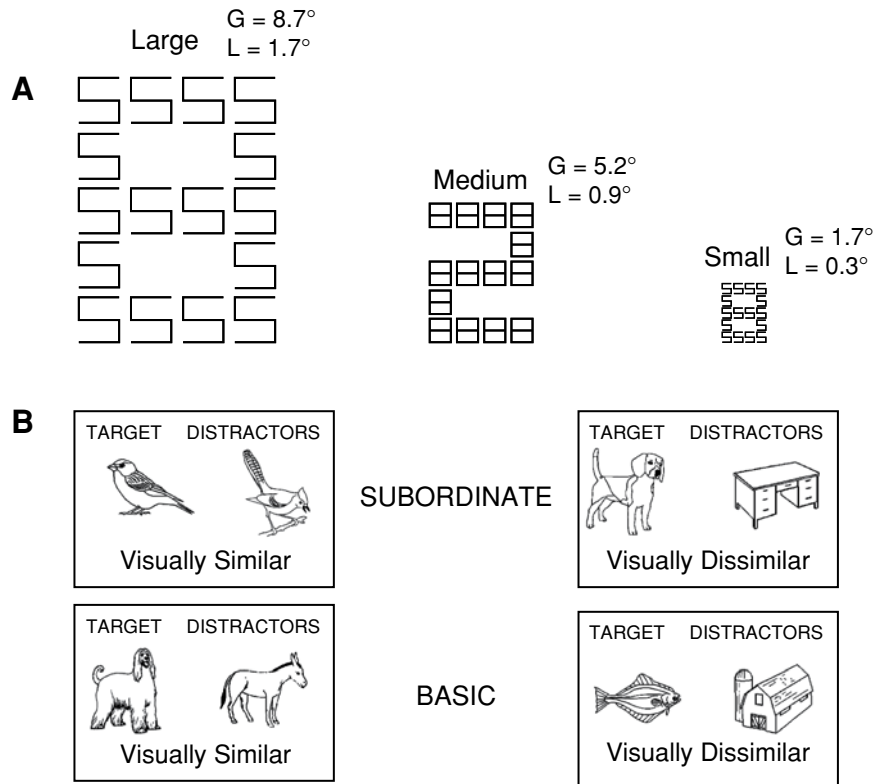 Large
G = 8.7°
L = 1.7°
A
Medium
G = 5.2°
L = 0.9°
Small
G = 1.7°
L = 0.3°
B
TARGET DISTRACTORS
Visually Similar
SUBORDINATE
TARGET DISTRACTORS
Visually Dissimilar
TARGET DISTRACTORS
Visually Similar
BASIC
TARGET DISTRACTORS
Visually Dissimilar